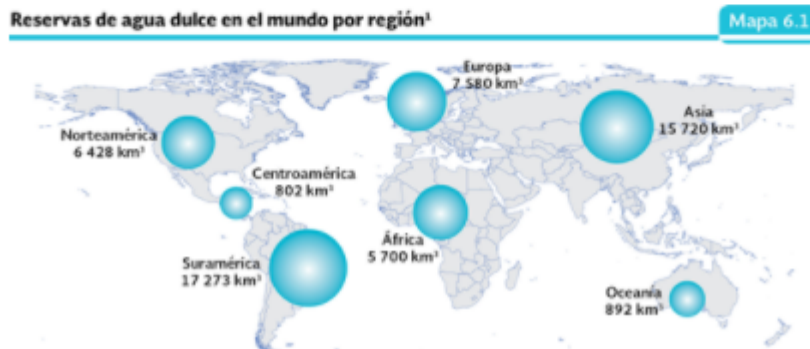 Reservas de agua dulce en el mundo por región¹
Mapa 6.1
Europa
7 580 km³
Asia
15 720 km³
Norteamérica
6 428 km³
Centroamérica
802 km³
África
5 700 km³
Suramérica
17 273 km³
Oceanía
892 km³